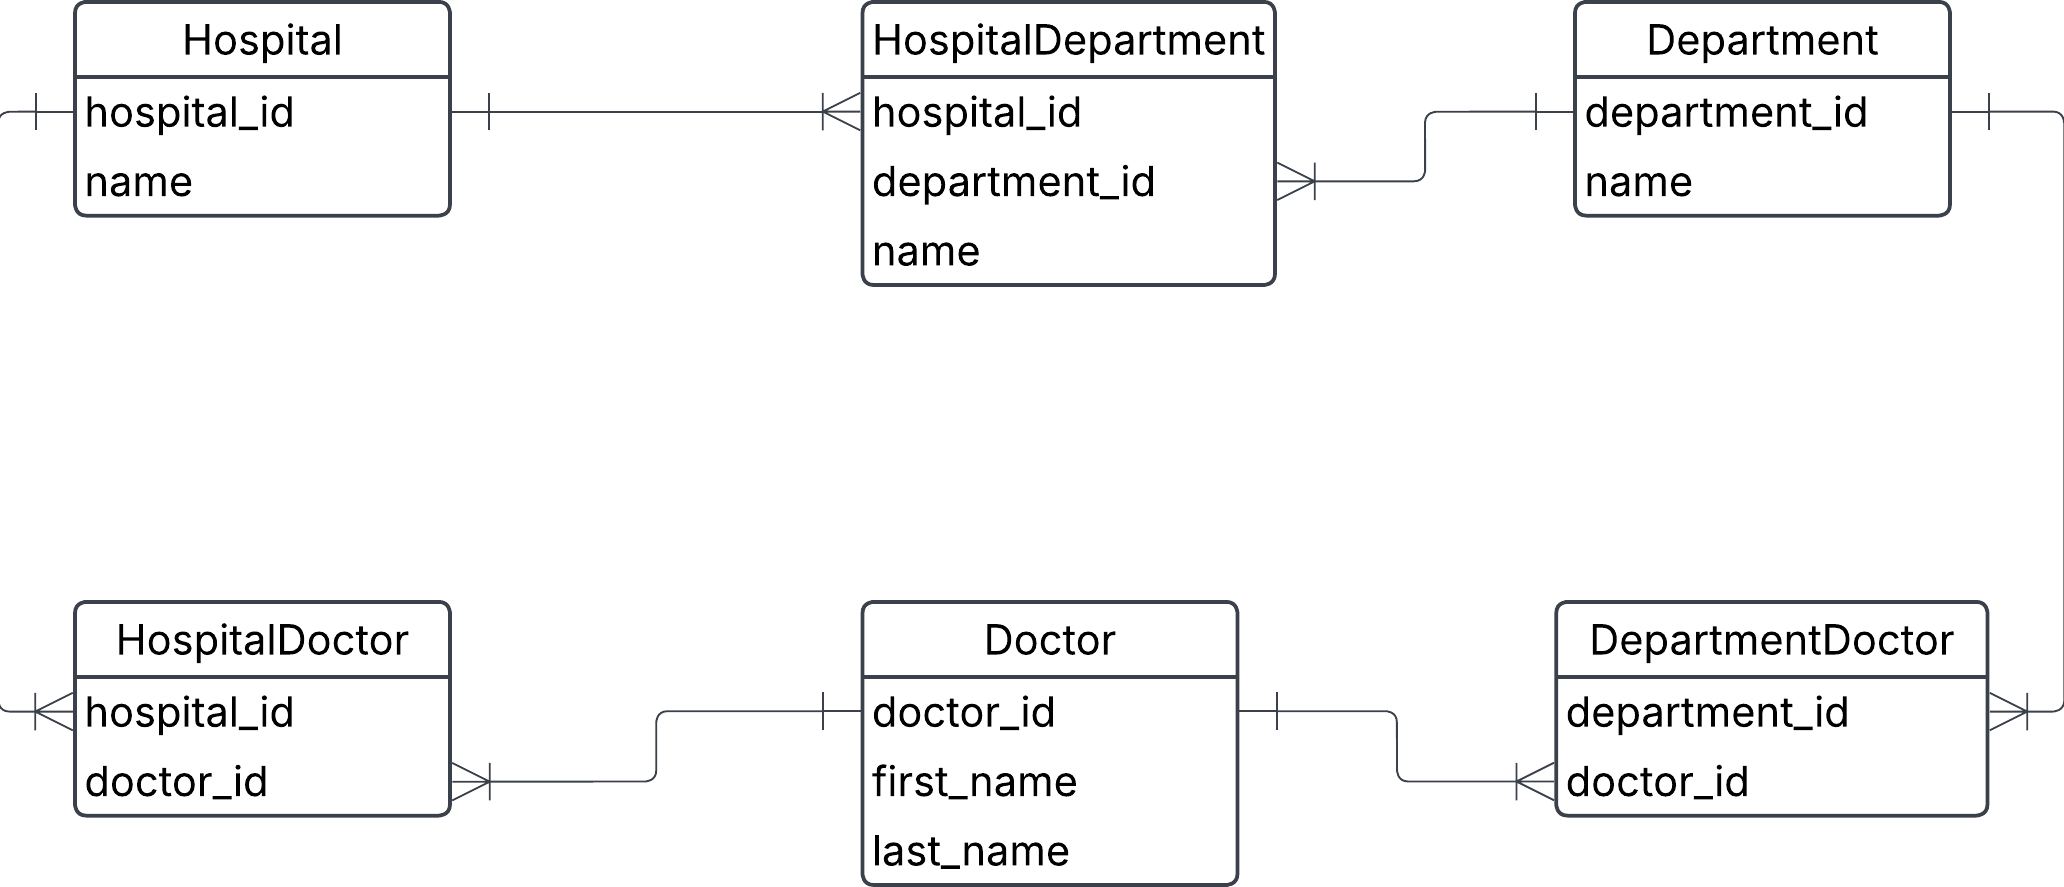 Hospital
hospital_id
name
HospitalDepartment
hospital_id
department_id
name
Department
department_id
name
HospitalDoctor
hospital_id
doctor_id
Doctor
doctor_id
first_name
last_name
DepartmentDoctor
department_id
doctor_id